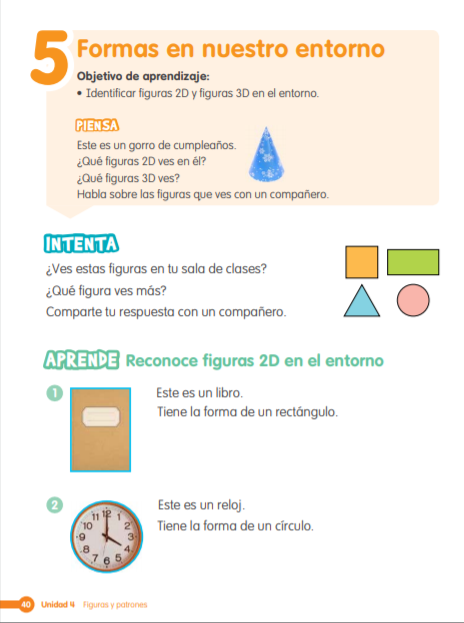 5 Formas en nuestro entorno
Objetivo de aprendizaje:
• Identificar figuras 2D y figuras 3D en el entorno.
PIENSA
Este es un gorro de cumpleaños.
¿Qué figuras 2D ves en él?
¿Qué figuras 3D ves?
Habla sobre las figuras que ves con un compañero.
INTENTA
¿Ves estas figuras en tu sala de clases?
¿Qué figura ves más?
Comparte tu respuesta con un compañero.
APRENDE Reconoce figuras 2D en el entorno
1 Este es un libro.
Tiene la forma de un rectángulo.
2 Este es un reloj.
Tiene la forma de un círculo.
12
11 1
10 2
9 3
8 4
7 5
6
40 Unidad 4 Figuras y patrones